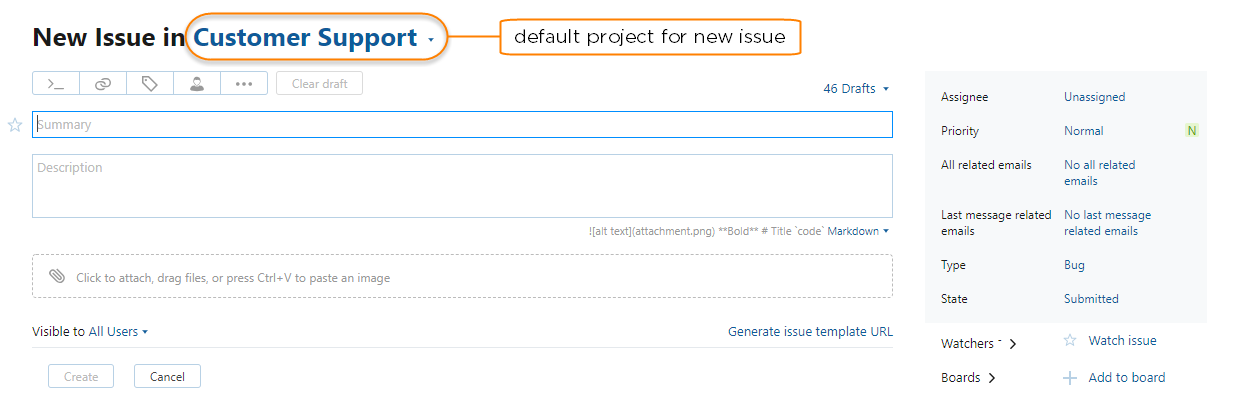 New Issue in Customer Support
default project for new issue
Clear draft
46 Drafts
Summary
Description
![alt text](attachment.png) **Bold** # Title `code` Markdown
Click to attach, drag files, or press Ctrl+V to paste an image
Visible to All Users
Generate issue template URL
Create
Cancel
Assignee
Unassigned
Priority
Normal
N
All related emails
No all related
emails
Last message related
emails
No last message
related emails
Type
Bug
State
Submitted
Watchers -
Watch issue
Boards
Add to board